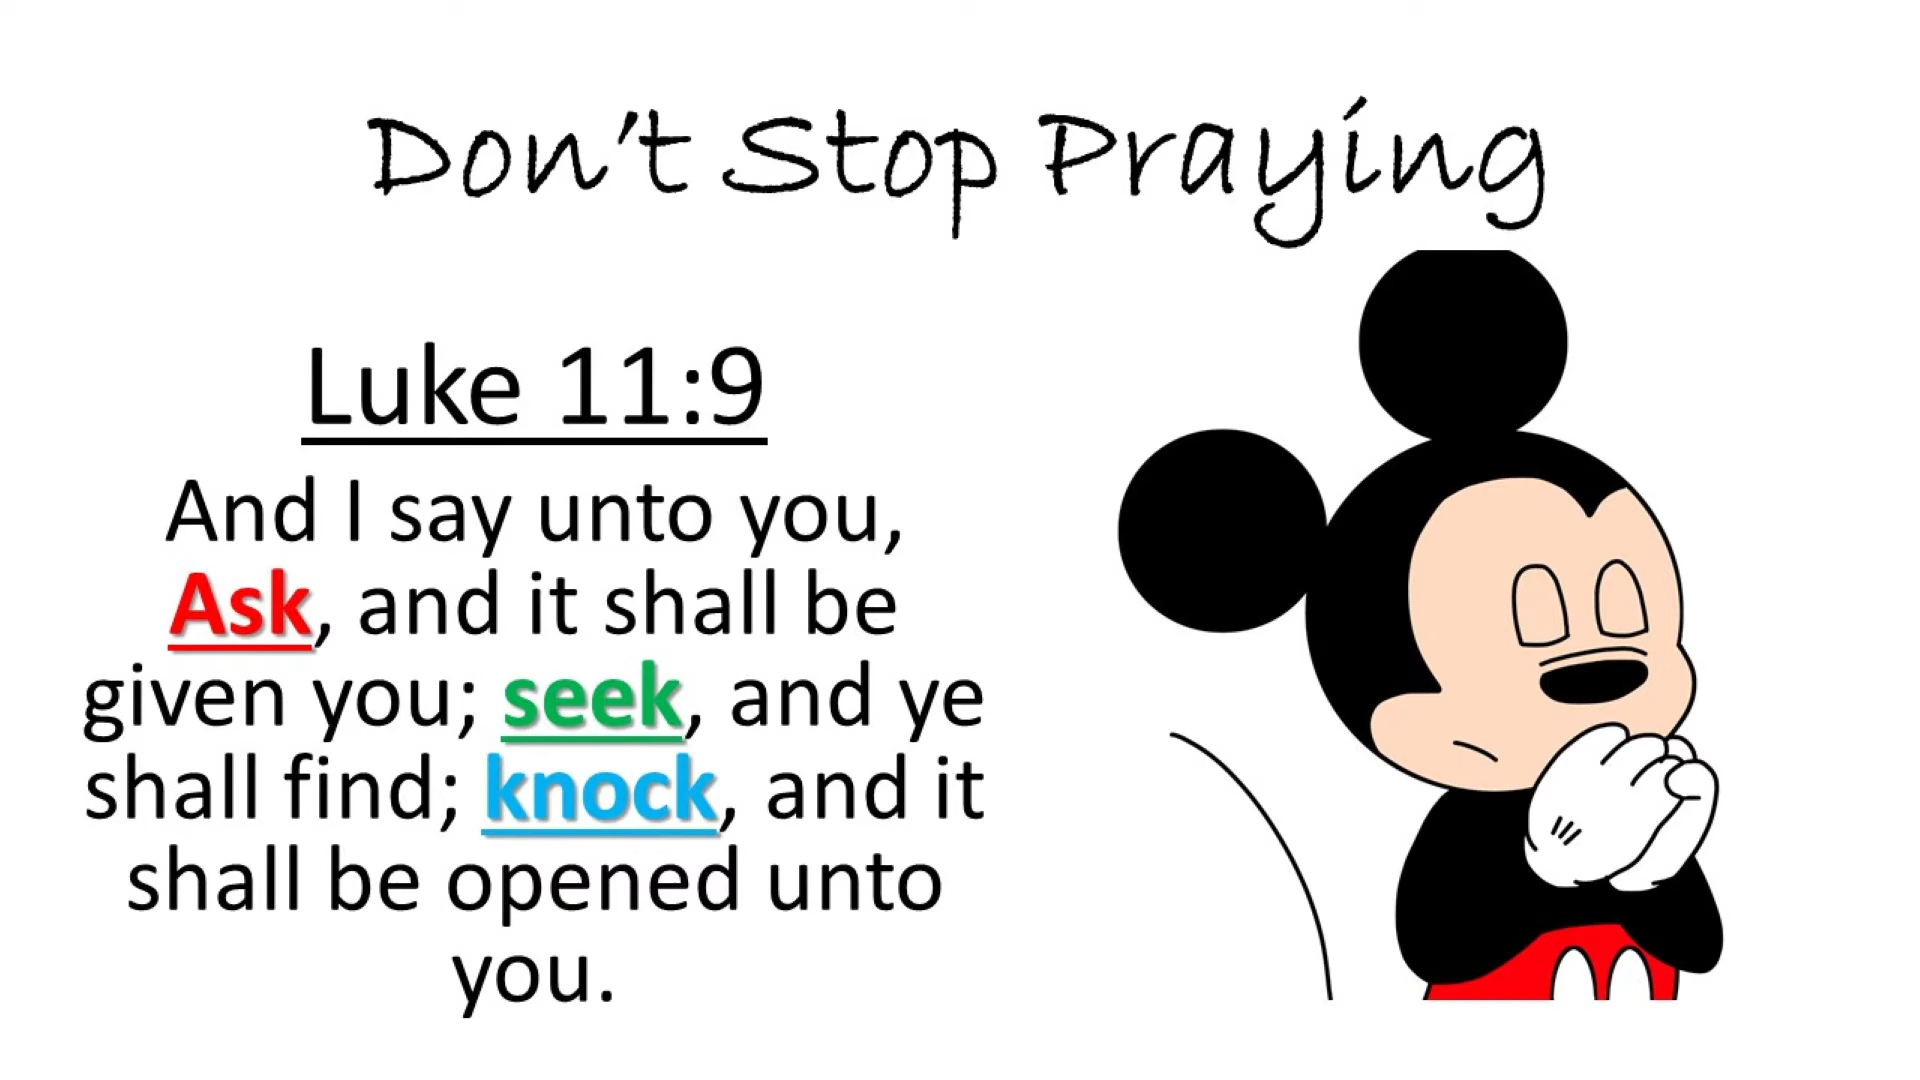 Don't Stop Praying
Luke 11:9
And I say unto you,
Ask, and it shall be
given you; seek, and ye
shall find; knock, and it
shall be opened unto
you.